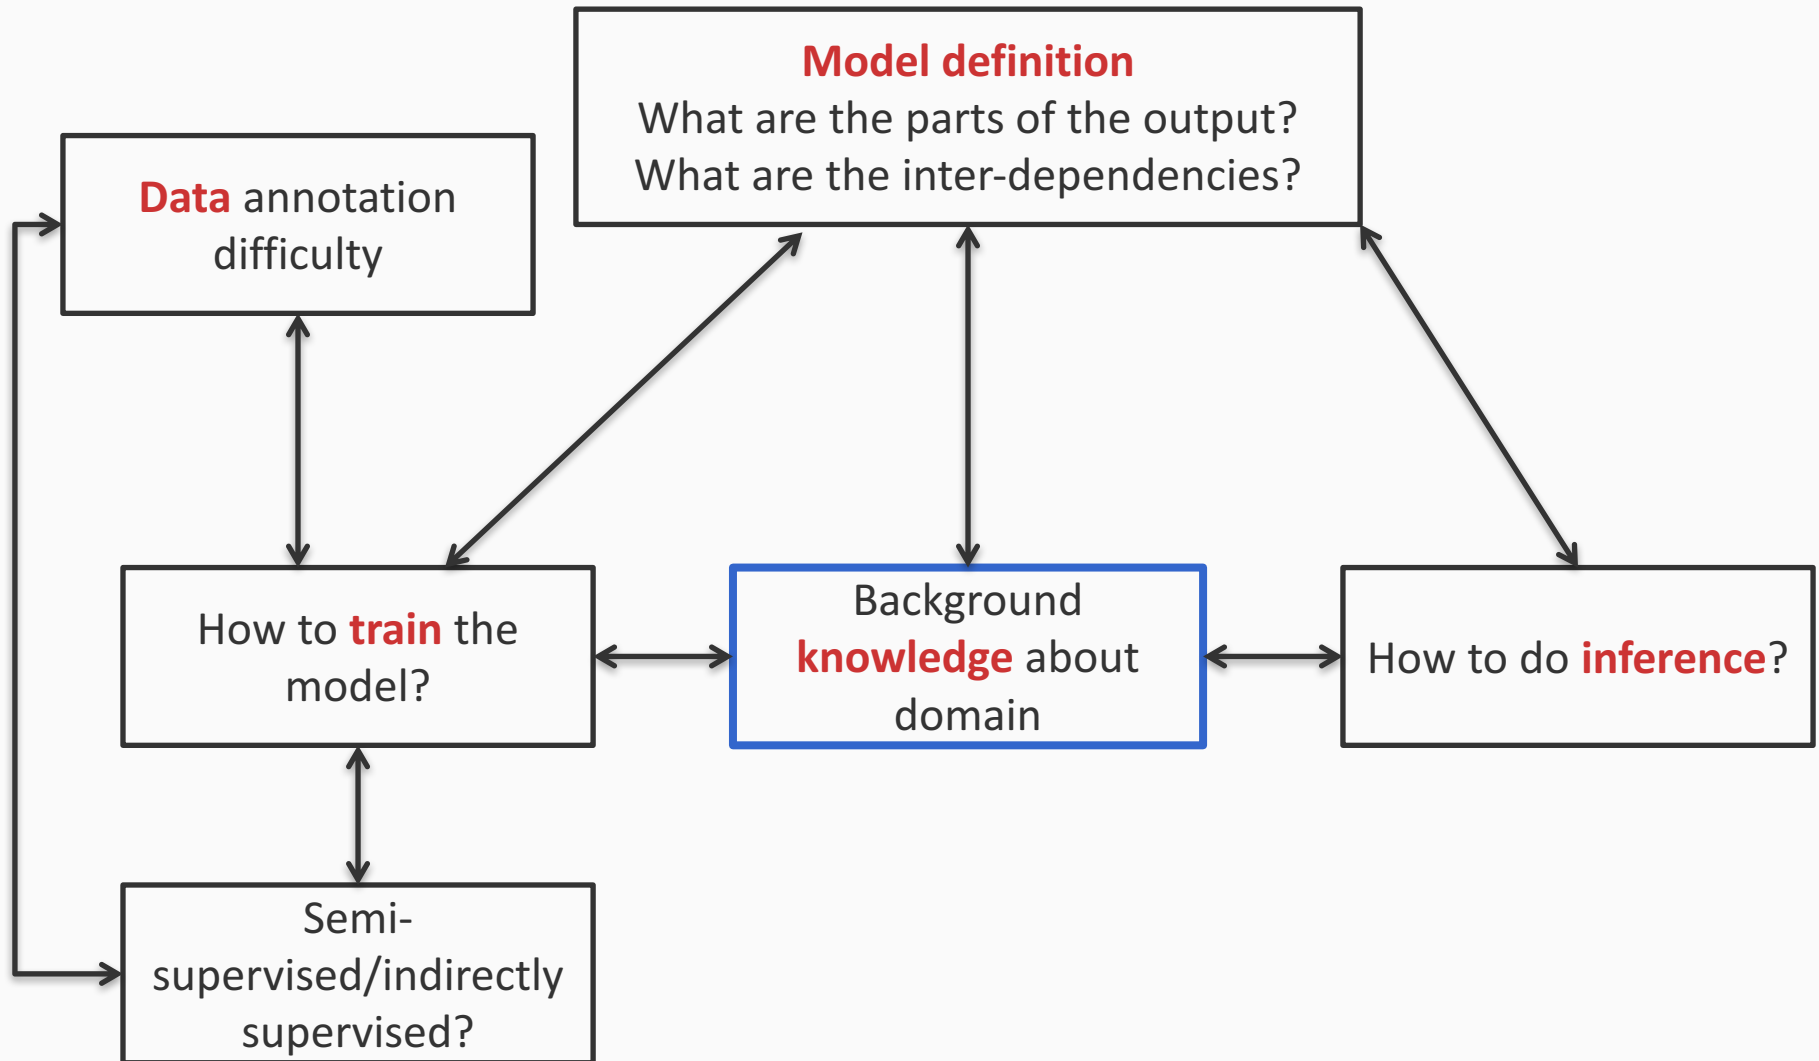 Model definition
What are the parts of the output?
What are the inter-dependencies?
Data annotation
difficulty
How to train the
model?
Background
knowledge about
domain
How to do inference?
Semi-
supervised/indirectly
supervised?